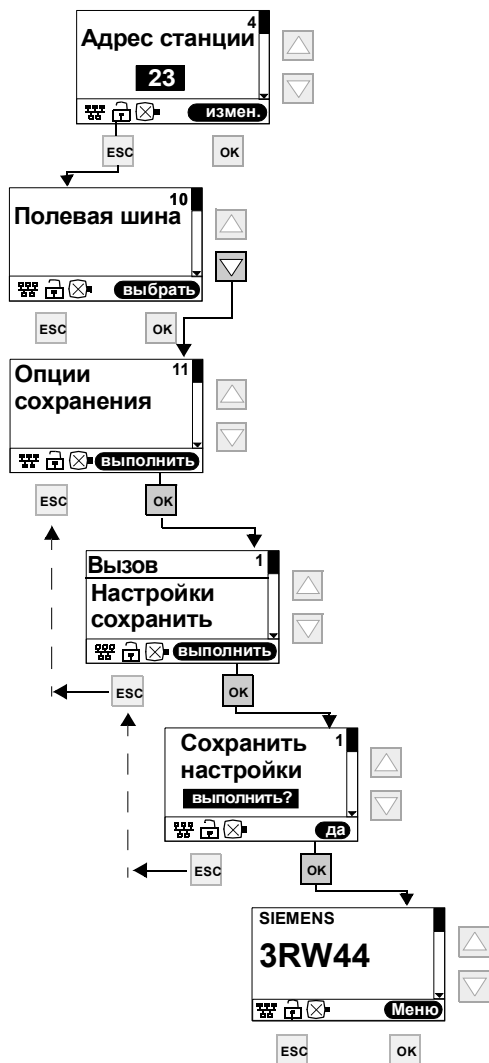 4
Адрес станции
23
измен.
ESC OK
10
Полевая шина
выбрать
ESC OK
11
Опции
сохранения
выполнить
ESC OK
Вызов 1
Настройки
сохранить
выполнить
ESC OK
Сохранить 1
настройки
выполнить?
да
ESC OK
SIEMENS
3RW44
Меню
ESC OK